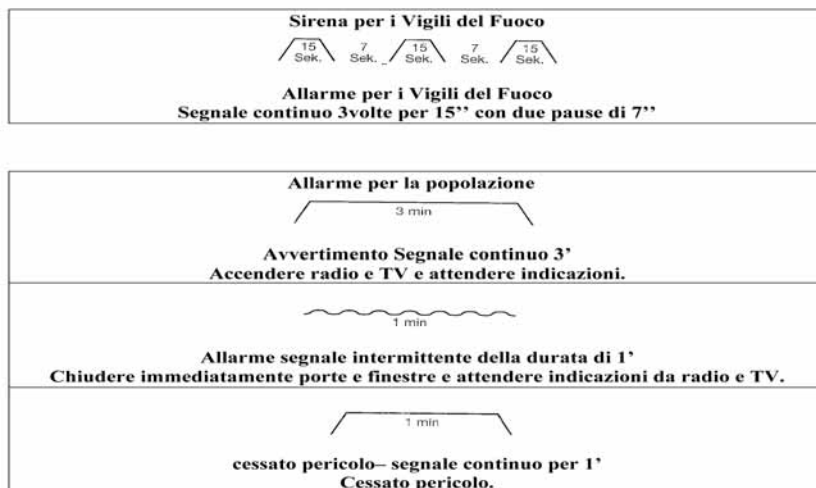 Sirena per i Vigili del Fuoco
15 Sek. 7 Sek. 15 Sek. 7 Sek. 15 Sek.
Allarme per i Vigili del Fuoco
Segnale continuo 3volte per 15’’ con due pause di 7’’
Allarme per la popolazione
3 min
Avvertimento Segnale continuo 3’
Accendere radio e TV e attendere indicazioni.
1 min
Allarme segnale intermittente della durata di 1’
Chiudere immediatamente porte e finestre e attendere indicazioni da radio e TV.
1 min
cessato pericolo– segnale continuo per 1’
Cessato pericolo.